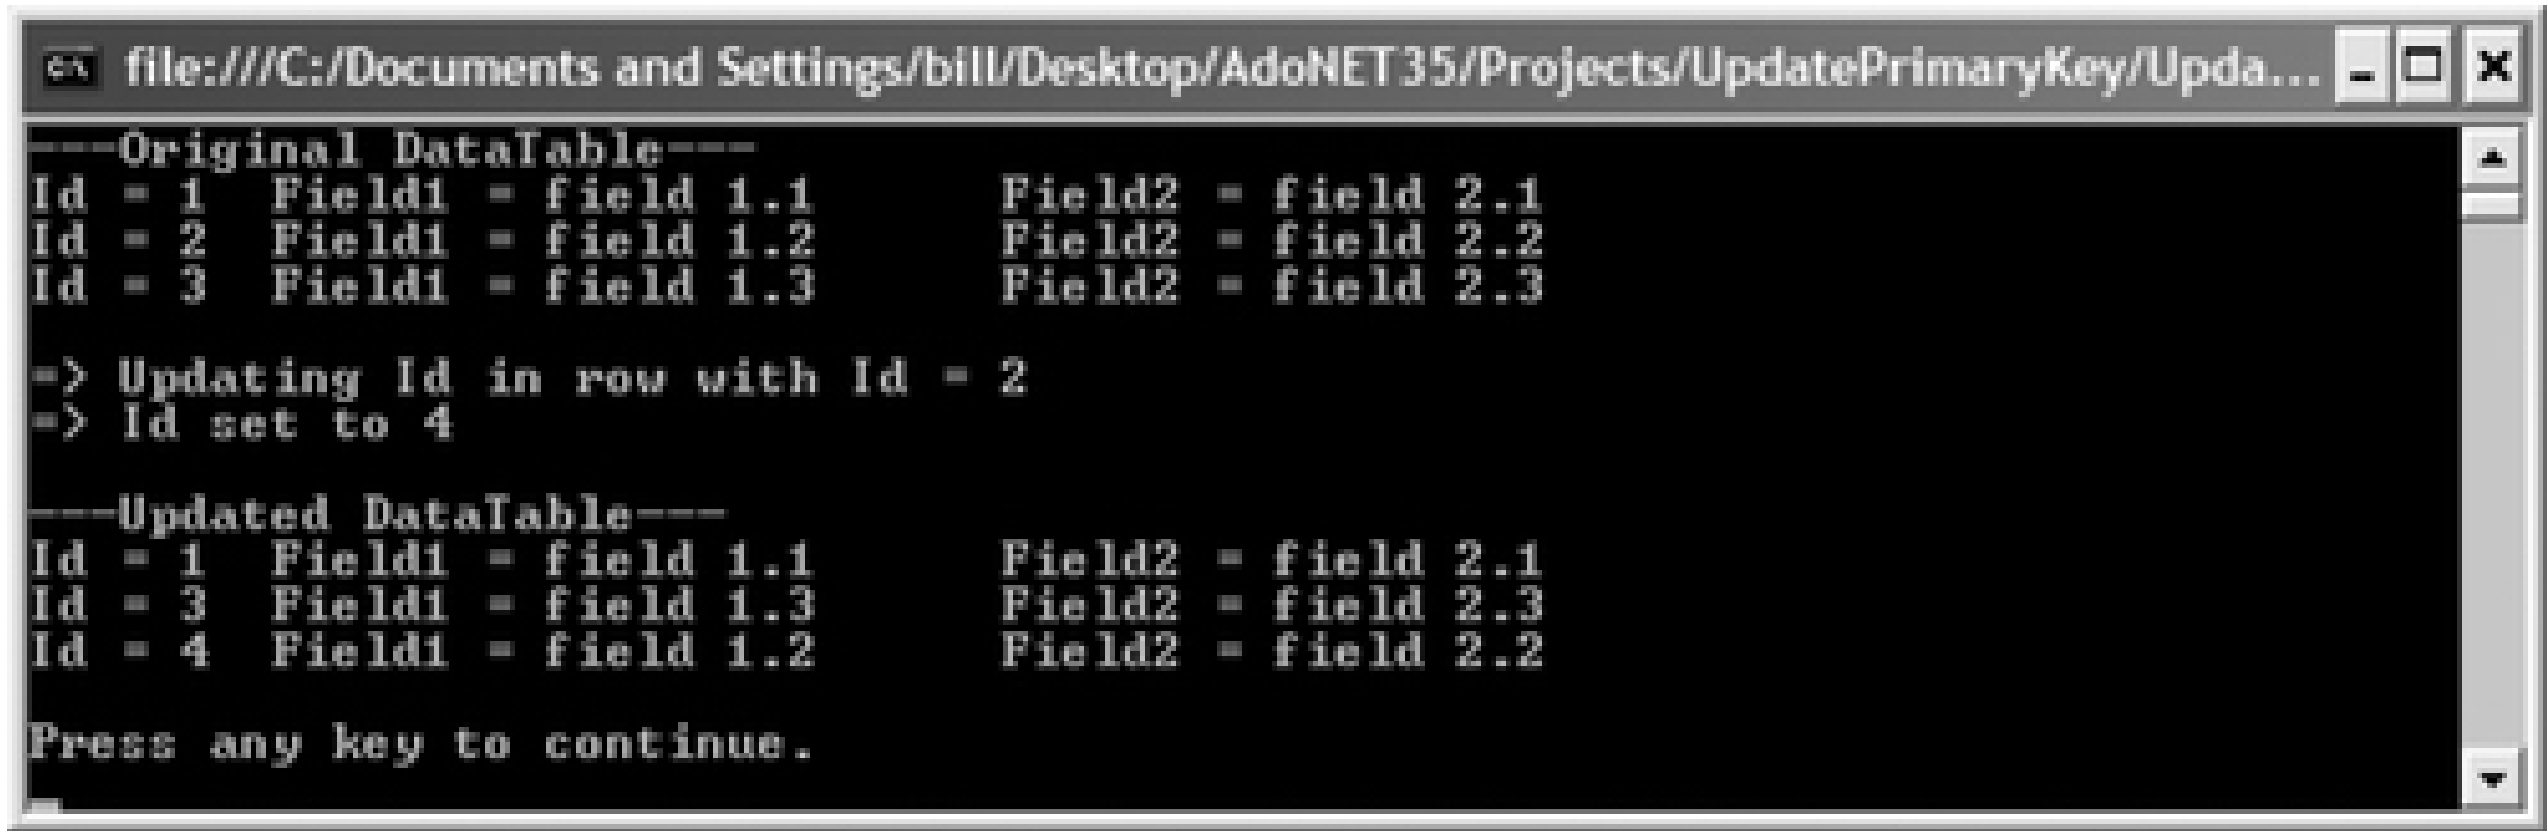 file:///C:/Documents and Settings/bill/Desktop/AdoNET35/Projects/UpdatePrimaryKey/Upda...
---Original DataTable---
Id = 1  Field1 = field 1.1      Field2 = field 2.1
Id = 2  Field1 = field 1.2      Field2 = field 2.2
Id = 3  Field1 = field 1.3      Field2 = field 2.3
=> Updating Id in row with Id = 2
=> Id set to 4
---Updated DataTable---
Id = 1  Field1 = field 1.1      Field2 = field 2.1
Id = 3  Field1 = field 1.3      Field2 = field 2.3
Id = 4  Field1 = field 1.2      Field2 = field 2.2
Press any key to continue.